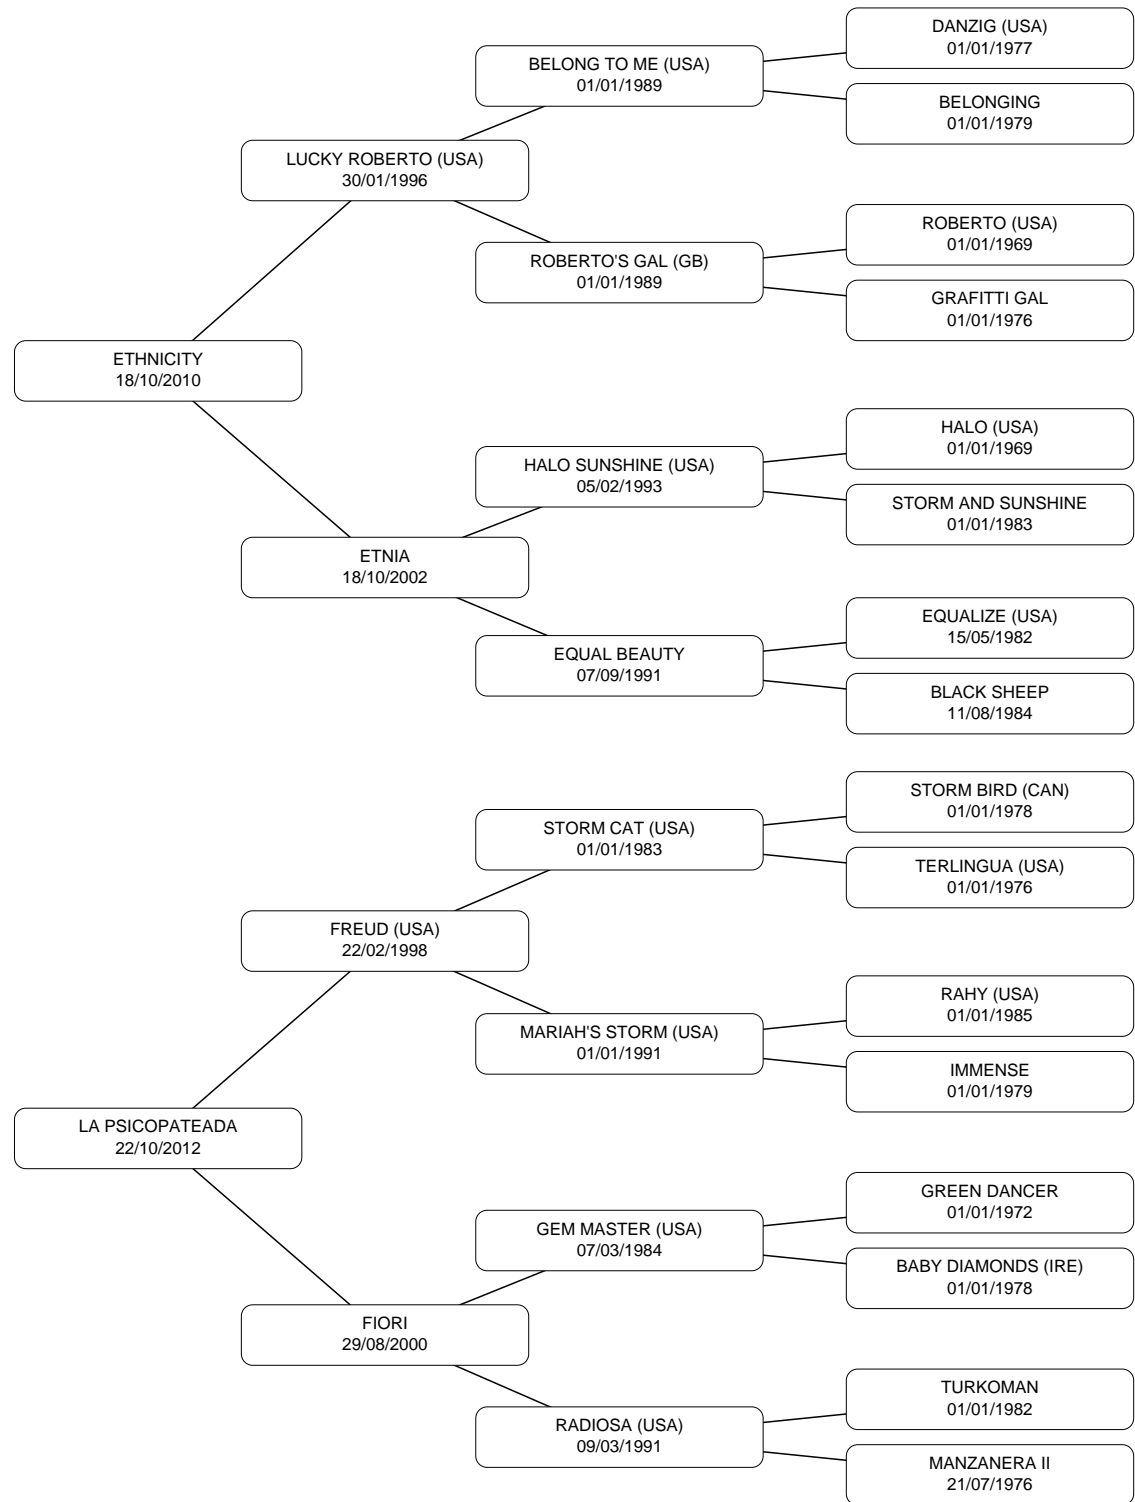 DANZIG (USA)
01/01/1977
BELONG TO ME (USA)
01/01/1989
BELONGING
01/01/1979
LUCKY ROBERTO (USA)
30/01/1996
ROBERTO (USA)
01/01/1969
ROBERTO'S GAL (GB)
01/01/1989
GRAFITTI GAL
01/01/1976
ETHNICITY
18/10/2010
HALO (USA)
01/01/1969
HALO SUNSHINE (USA)
05/02/1993
STORM AND SUNSHINE
01/01/1983
ETNIA
18/10/2002
EQUALIZE (USA)
15/05/1982
EQUAL BEAUTY
07/09/1991
BLACK SHEEP
11/08/1984
STORM BIRD (CAN)
01/01/1978
STORM CAT (USA)
01/01/1983
TERLINGUA (USA)
01/01/1976
FREUD (USA)
22/02/1998
RAHY (USA)
01/01/1985
MARIAH'S STORM (USA)
01/01/1991
IMMENSE
01/01/1979
LA PSICOPATEADA
22/10/2012
GREEN DANCER
01/01/1972
GEM MASTER (USA)
07/03/1984
BABY DIAMONDS (IRE)
01/01/1978
FIORI
29/08/2000
TURKOMAN
01/01/1982
RADIOSA (USA)
09/03/1991
MANZANERA II
21/07/1976